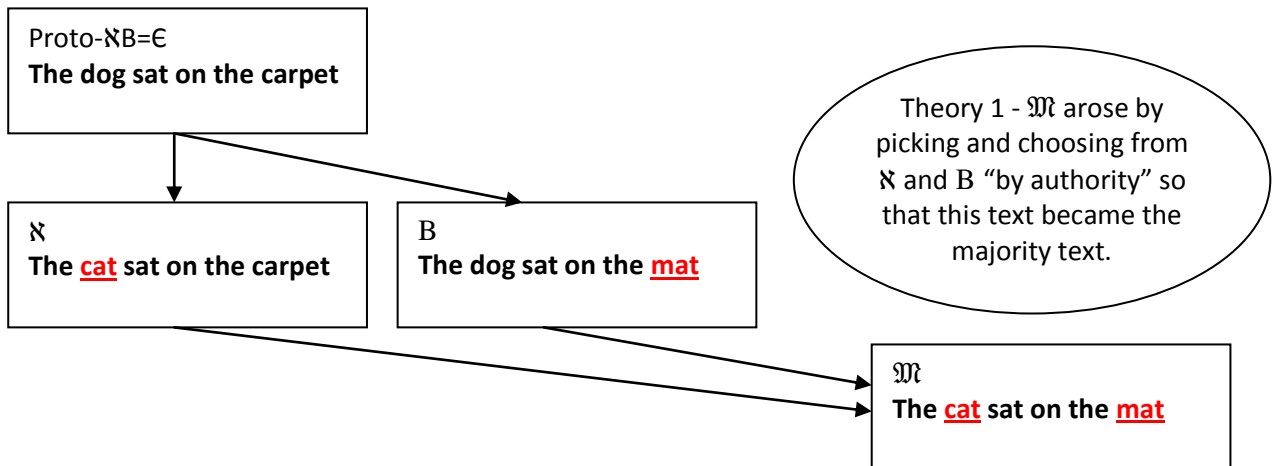 Proto-ℵB=Є
The dog sat on the carpet
Theory 1 - 𝔐 arose by
picking and choosing from
ℵ and B “by authority” so
that this text became the
majority text.
ℵ
The cat sat on the carpet
B
The dog sat on the mat
𝔐
The cat sat on the mat